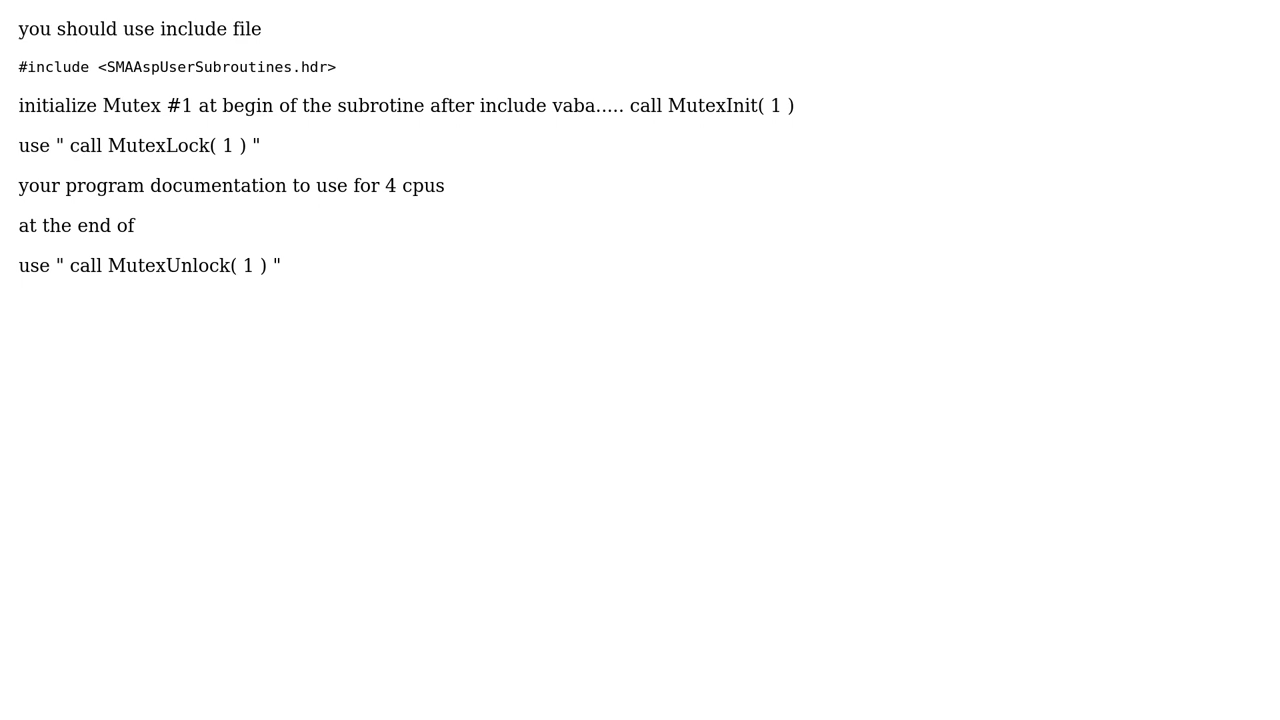 you should use include file
#include <SMAAspUserSubroutines.hdr>
initialize Mutex #1 at begin of the subrotine after include vaba..... call MutexInit( 1 )
use " call MutexLock( 1 ) "
your program documentation to use for 4 cpus
at the end of
use " call MutexUnlock( 1 ) "